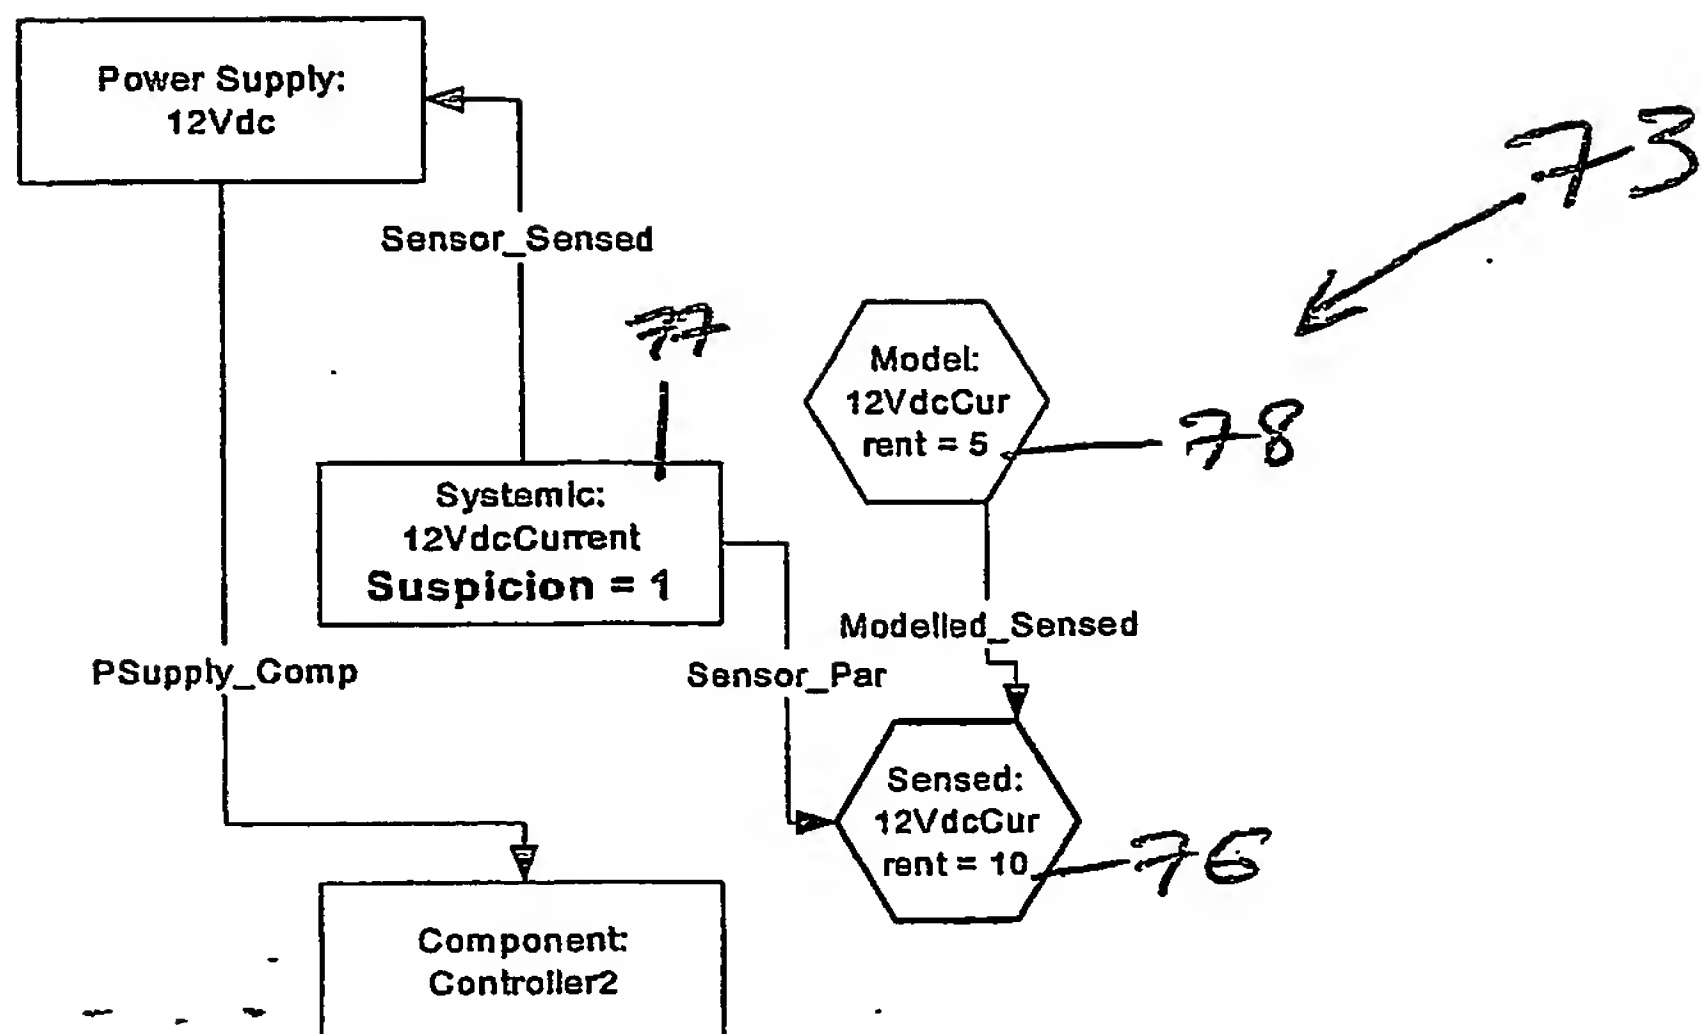 Power Supply:
12Vdc
73
Sensor_Sensed
77
Model:
12VdcCur
rent = 5
78
Systemic:
12VdcCurrent
Suspicion = 1
Modelled_Sensed
PSupply_Comp
Sensor_Par
Sensed:
12VdcCur
rent = 10
76
Component:
Controller2